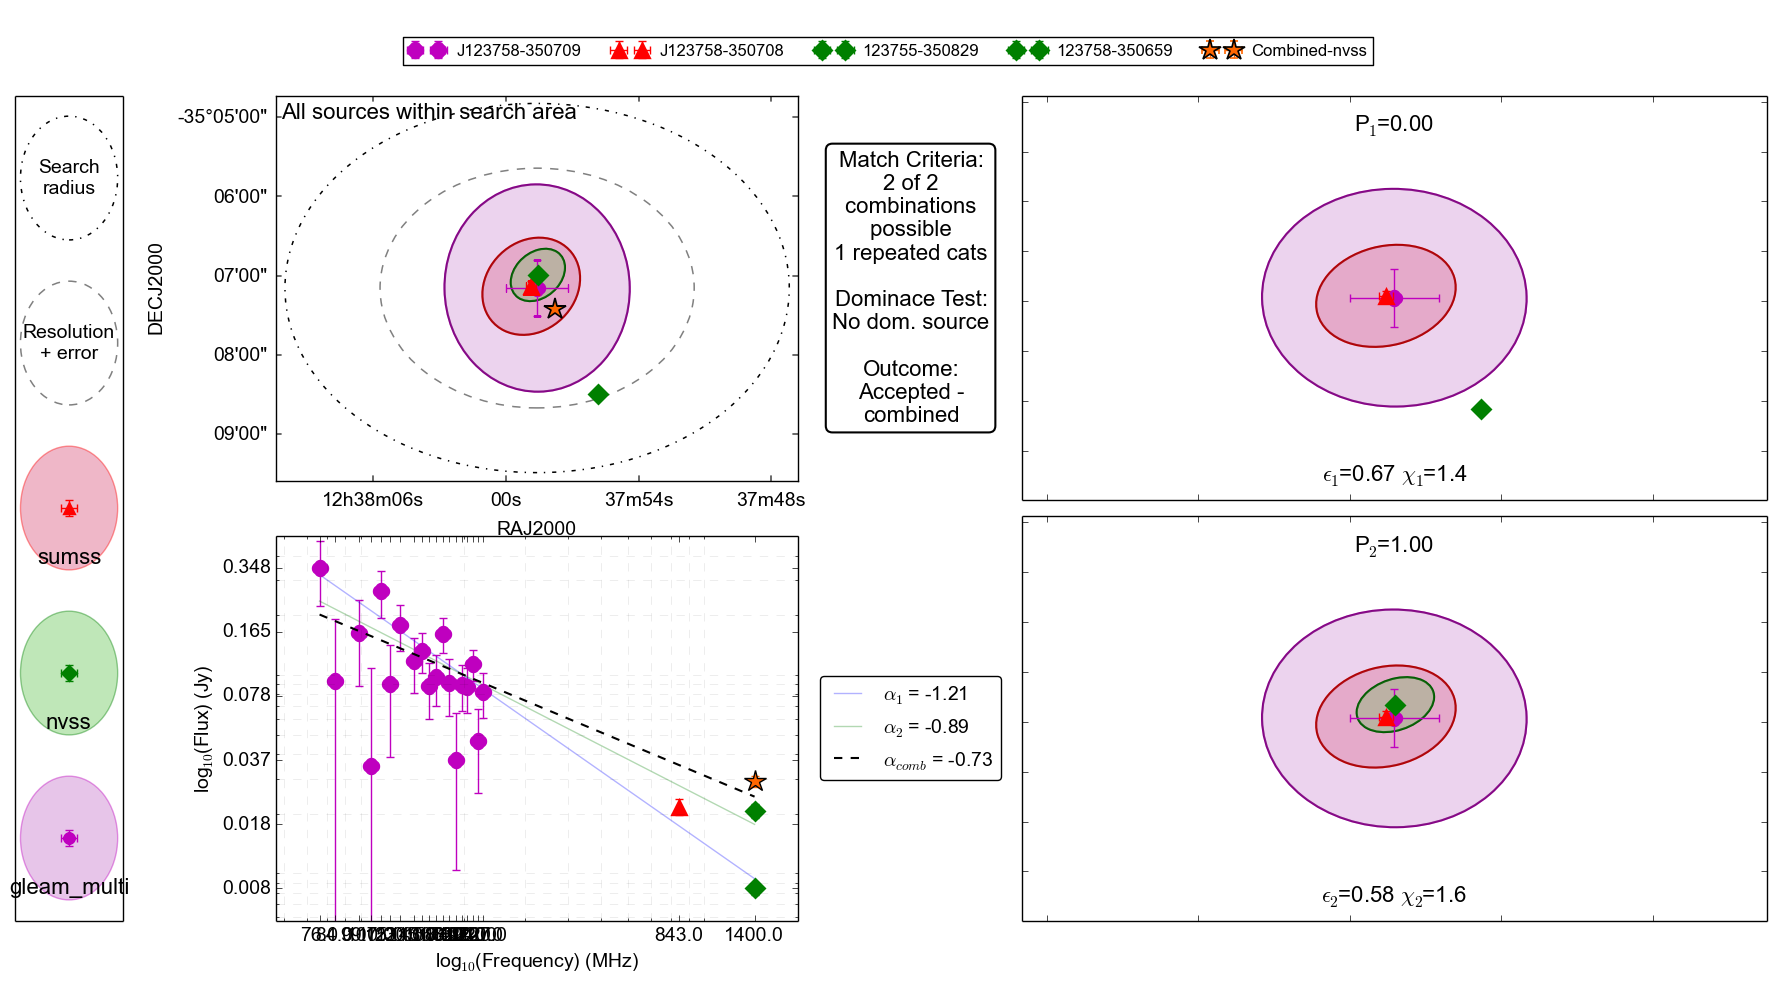 J123758-350709
J123758-350708
123755-350829
123758-350659
Combined-nvss
Search
radius
Resolution
+ error
sumss
nvss
gleam_multi
All sources within search area
-35°05'00"
06'00"
07'00"
08'00"
09'00"
DECJ2000
12h38m06s
00s
37m54s
37m48s
RAJ2000
Match Criteria:
2 of 2
combinations
possible
1 repeated cats
Dominace Test:
No dom. source
Outcome:
Accepted -
combined
P1=0.00
ϵ1=0.67 χ1=1.4
0.348
0.165
0.078
0.037
0.018
0.008
log10(Flux) (Jy)
843.0
1400.0
log10(Frequency) (MHz)
α1 = -1.21
α2 = -0.89
αcomb = -0.73
P2=1.00
ϵ2=0.58 χ2=1.6